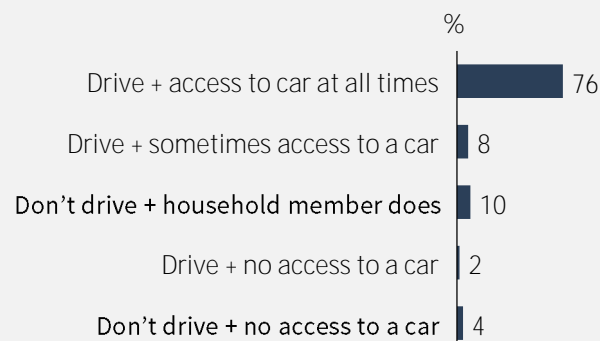 %
Drive + access to car at all times 76
Drive + sometimes access to a car 8
Don't drive + household member does 10
Drive + no access to a car 2
Don't drive + no access to a car 4